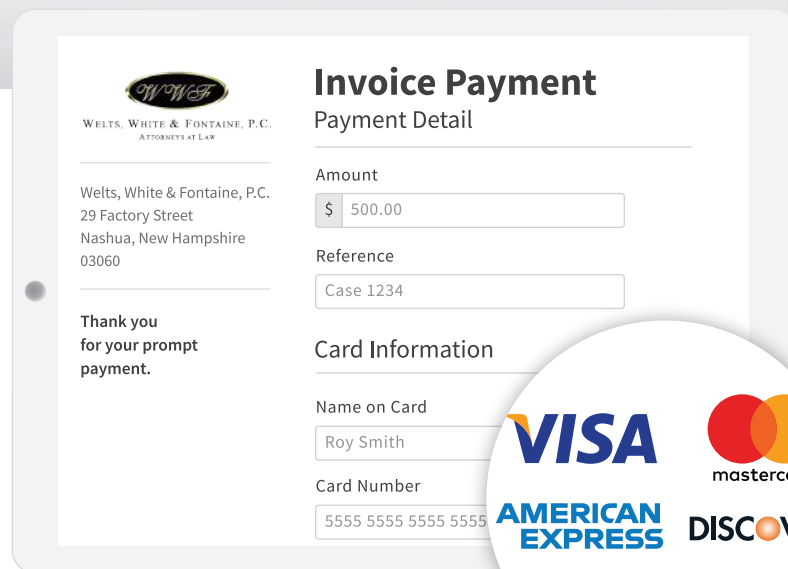 WWF
WELTS, WHITE & FONTAINE, P.C.
ATTORNEYS AT LAW
Welts, White & Fontaine, P.C.
29 Factory Street
Nashua, New Hampshire
03060
Thank you
for your prompt
payment.
Invoice Payment
Payment Detail
Amount
$ 500.00
Reference
Case 1234
Card Information
Name on Card
Roy Smith
Card Number
5555 5555 5555 5555
VISA
masterc
AMERICAN
EXPRESS
DISCOV